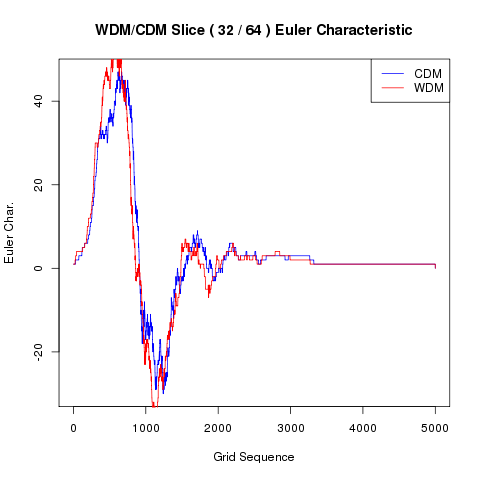 WDM/CDM Slice ( 32 / 64 ) Euler Characteristic
CDM
WDM
Euler Char.
40
20
0
-20
0 1000 2000 3000 4000 5000
Grid Sequence